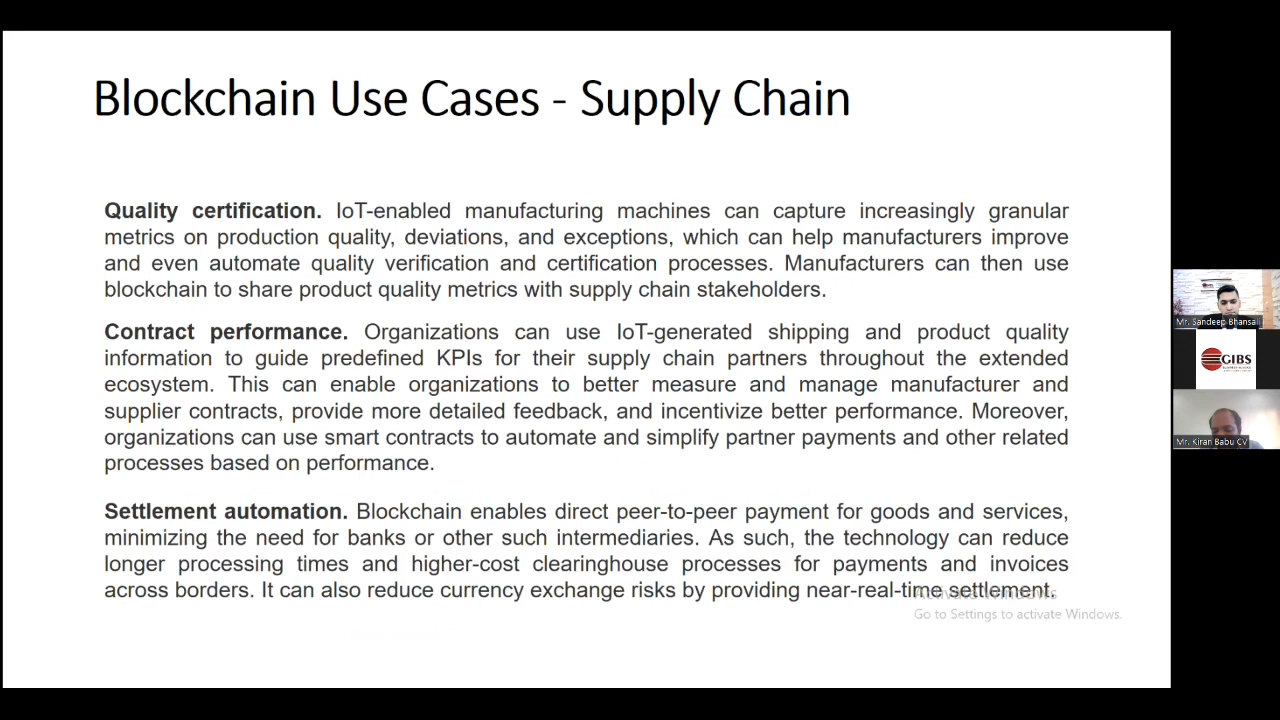 Blockchain Use Cases - Supply Chain
Quality certification. IoT-enabled manufacturing machines can capture increasingly granular
metrics on production quality, deviations, and exceptions, which can help manufacturers improve
and even automate quality verification and certification processes. Manufacturers can then use
blockchain to share product quality metrics with supply chain stakeholders.
Contract performance. Organizations can use IoT-generated shipping and product quality
information to guide predefined KPIs for their supply chain partners throughout the extended
ecosystem. This can enable organizations to better measure and manage manufacturer and
supplier contracts, provide more detailed feedback, and incentivize better performance. Moreover,
organizations can use smart contracts to automate and simplify partner payments and other related
processes based on performance.
Settlement automation. Blockchain enables direct peer-to-peer payment for goods and services,
minimizing the need for banks or other such intermediaries. As such, the technology can reduce
longer processing times and higher-cost clearinghouse processes for payments and invoices
across borders. It can also reduce currency exchange risks by providing near-real-time settlement.
Activate Windows
Go to Settings to activate Windows.
Mr. Sandeep Bhansali
GIBS
Mr. Kiran Babu CV